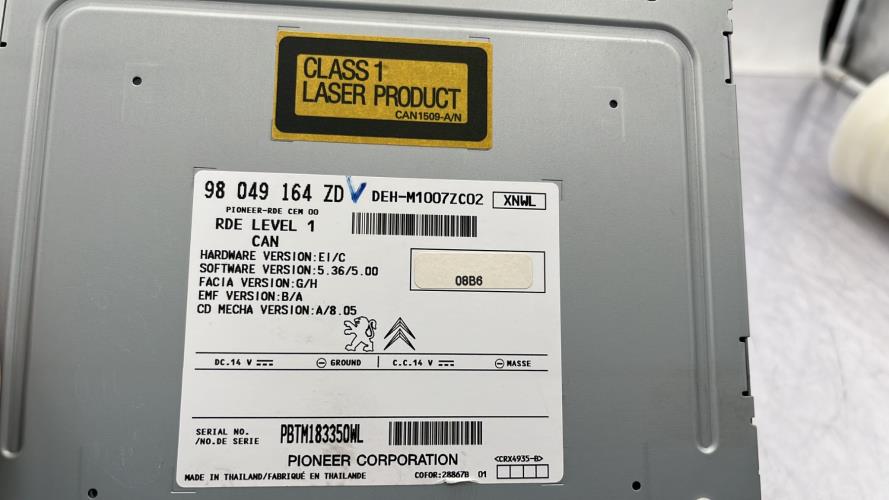 CLASS 1
LASER PRODUCT
CAN1509-A/N
98 049 164 ZD DEH-M1007ZC02 XNWL
PIONEER-RDE CEM 00
RDE LEVEL 1
CAN
HARDWARE VERSION:EI/C
SOFTWARE VERSION:5.36/5.00
FACIA VERSION:G/H
EMF VERSION:B/A
CD MECHA VERSION:A/8.05
08B6
DC.14 V GROUND C.C.14 V MASSE
SERIAL NO.
/NO.DE SERIE
PBTM183350WL
PIONEER CORPORATION
<CRX4935-B>
MADE IN THAILAND/FABRIQUÉ EN THAILANDE
COFOR:28867B 01